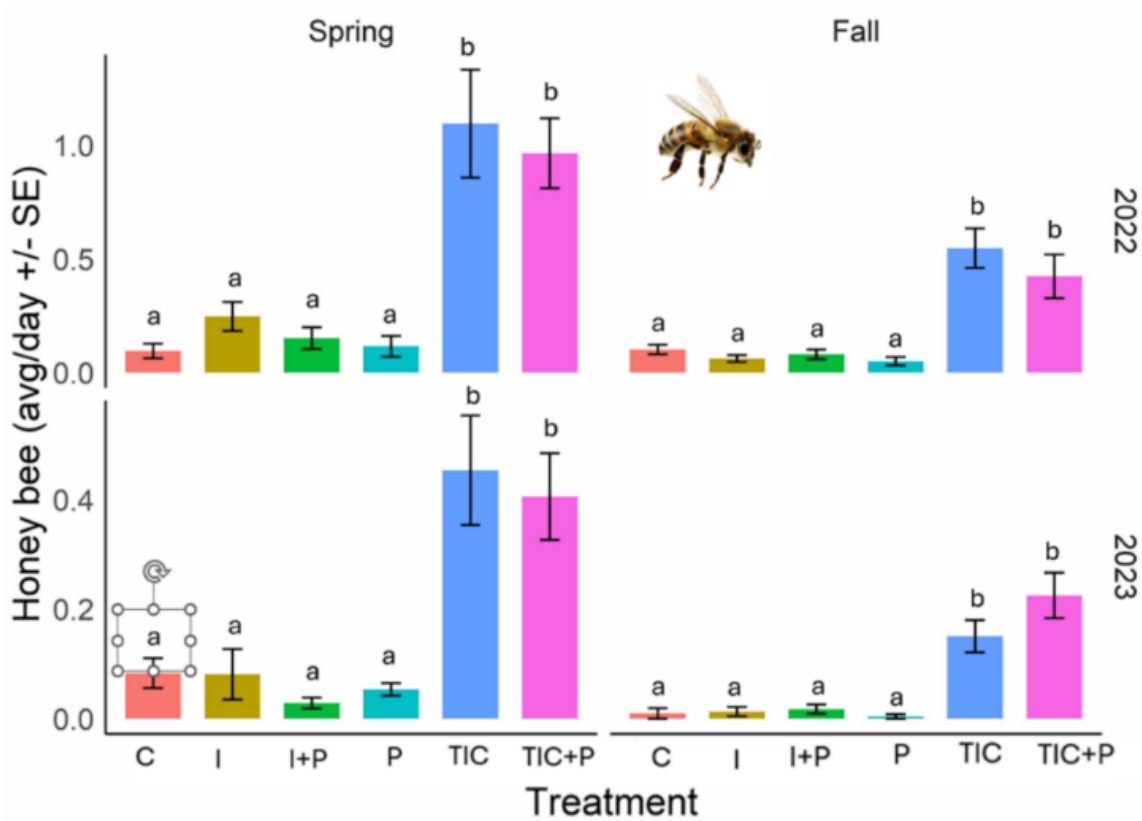 Spring
Fall
Honey bee (avg/day +/- SE)
1.0
0.5
0.0
a
a
a
a
b
b
a
a
a
a
b
b
2022
0.4
0.2
0.0
a
a
a
a
b
b
a
a
a
a
b
b
2023
C I I+P P TIC TIC+P
C I I+P P TIC TIC+P
Treatment